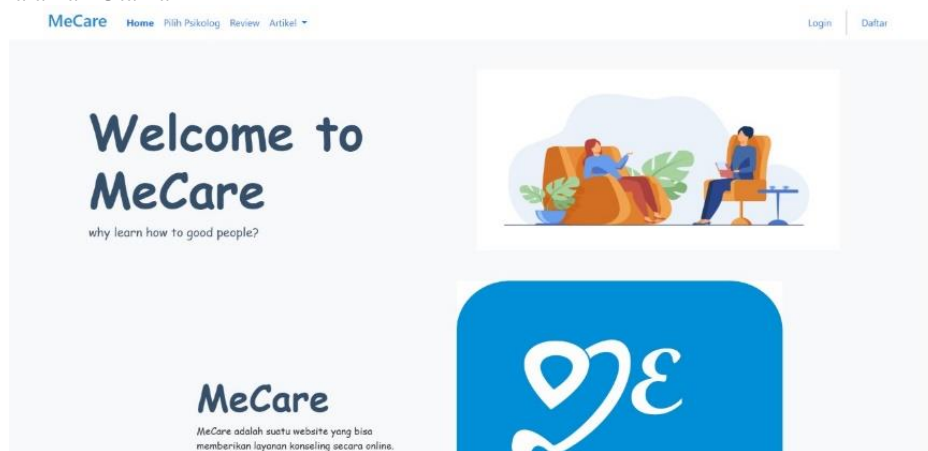 MeCare Home Pilih Psikolog Review Artikel Login Daftar
Welcome to
MeCare
why learn how to good people?
MeCare
MeCare adalah suatu website yang bisa
memberikan layanan konseling secara online.